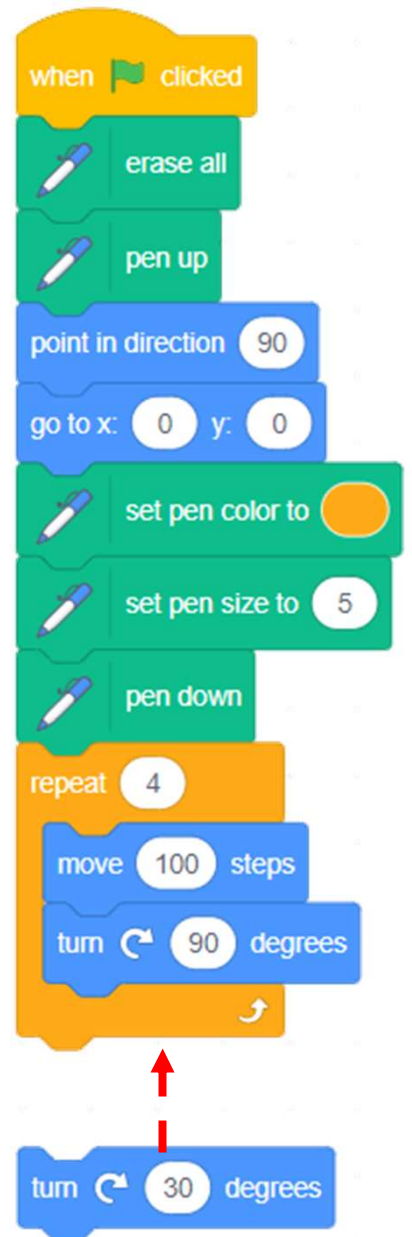 when clicked
erase all
pen up
point in direction 90
go to x: 0 y: 0
set pen color to
set pen size to 5
pen down
repeat 4
move 100 steps
turn 90 degrees
turn 30 degrees